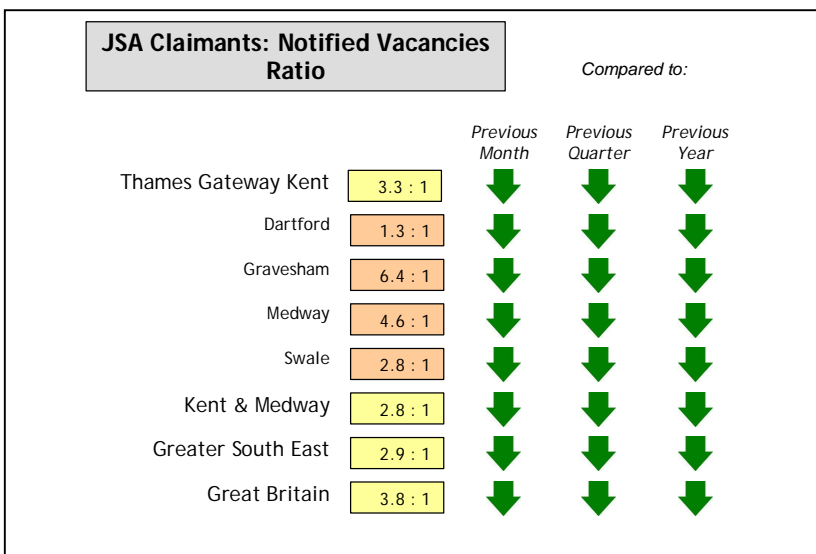 JSA Claimants: Notified Vacancies
Ratio
Compared to:
Previous Previous Previous
Month Quarter Year
Thames Gateway Kent 3.3 : 1
Dartford 1.3 : 1
Gravesham 6.4 : 1
Medway 4.6 : 1
Swale 2.8 : 1
Kent & Medway 2.8 : 1
Greater South East 2.9 : 1
Great Britain 3.8 : 1